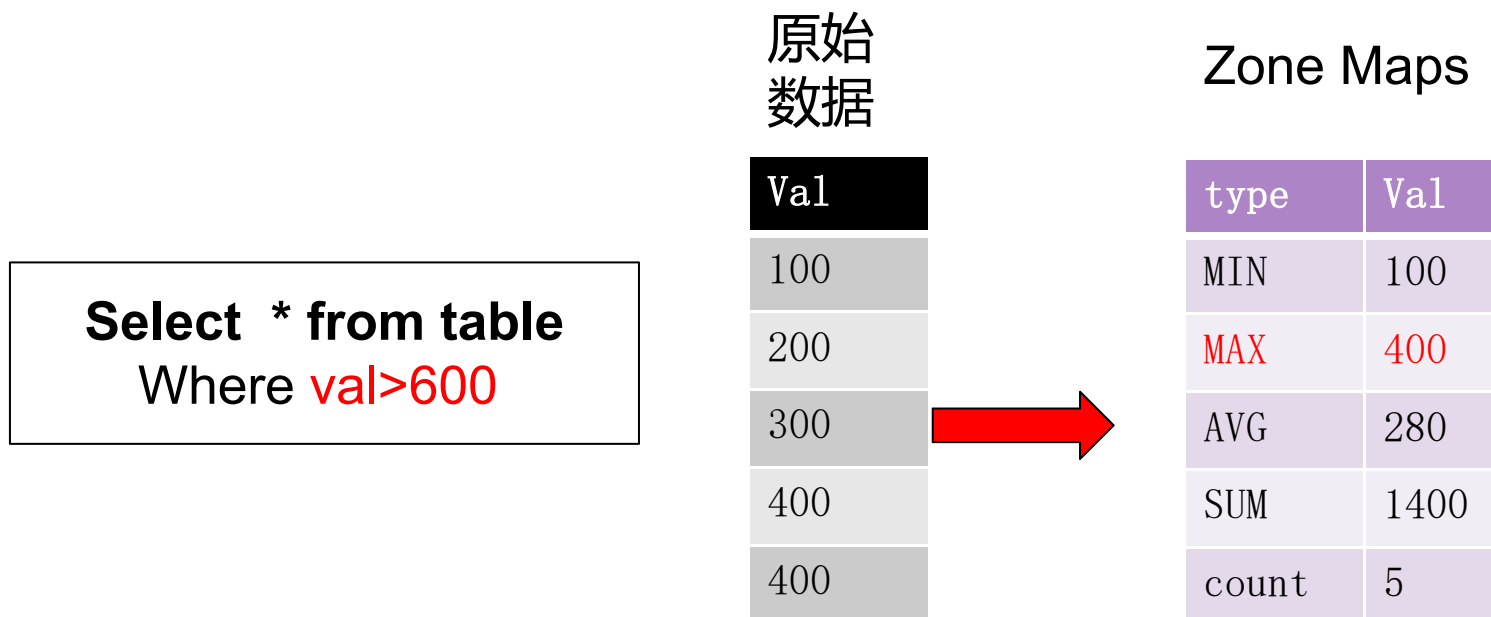 原始
数据
Zone Maps
Select * from table
Where val>600
Val
100
200
300
400
400
type Val
MIN 100
MAX 400
AVG 280
SUM 1400
count 5